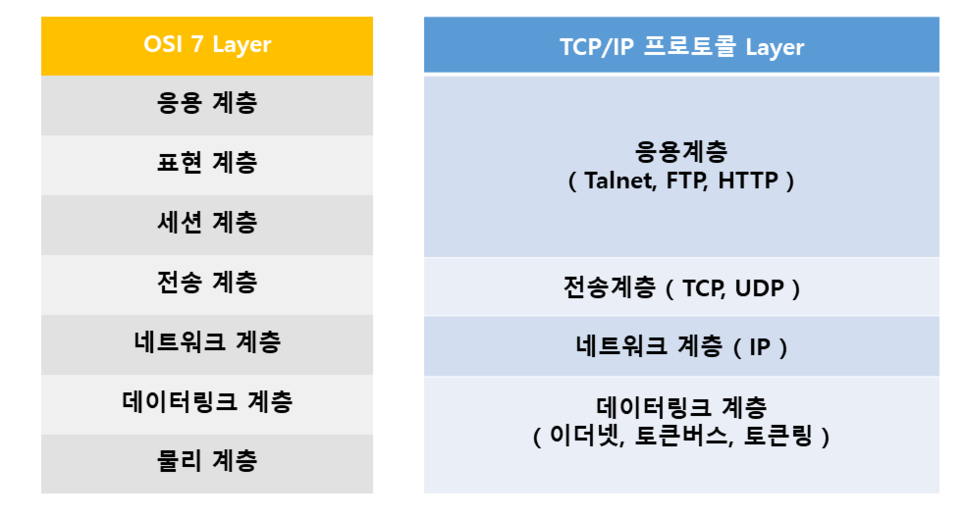 OSI 7 Layer
응용 계층
표현 계층
세션 계층
전송 계층
네트워크 계층
데이터링크 계층
물리 계층
TCP/IP 프로토콜 Layer
응용계층
( Talnet, FTP, HTTP )
전송계층 ( TCP, UDP )
네트워크 계층 ( IP )
데이터링크 계층
( 이더넷, 토큰버스, 토큰링 )